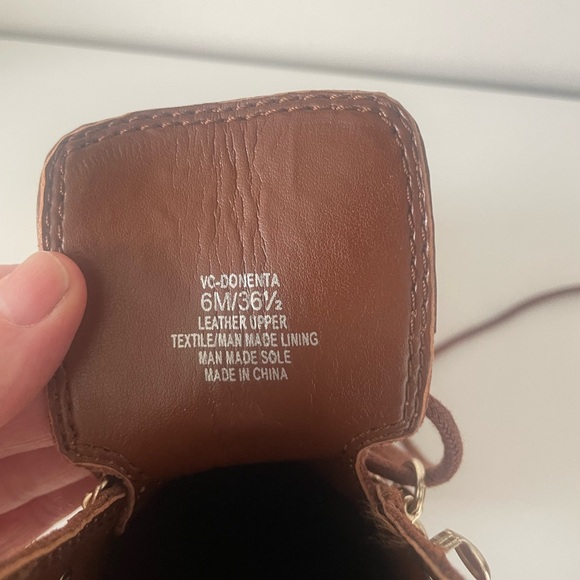 VC-DONENTA
6M/36½
LEATHER UPPER
TEXTILE/MAN MADE LINING
MAN MADE SOLE
MADE IN CHINA